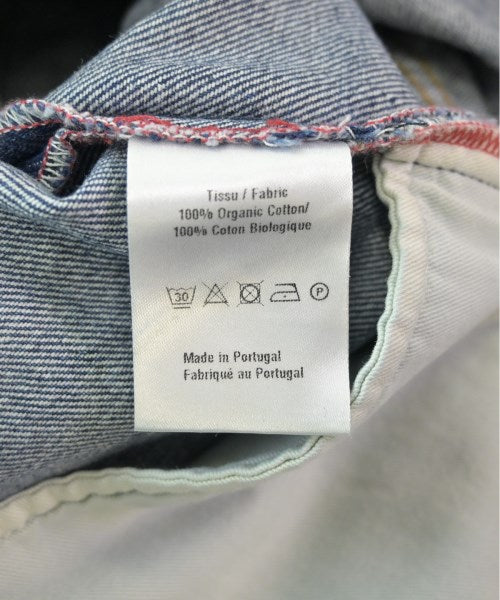 Tissu / Fabric
100% Organic Cotton/
100% Coton Biologique
30 P
Made in Portugal
Fabriqué au Portugal